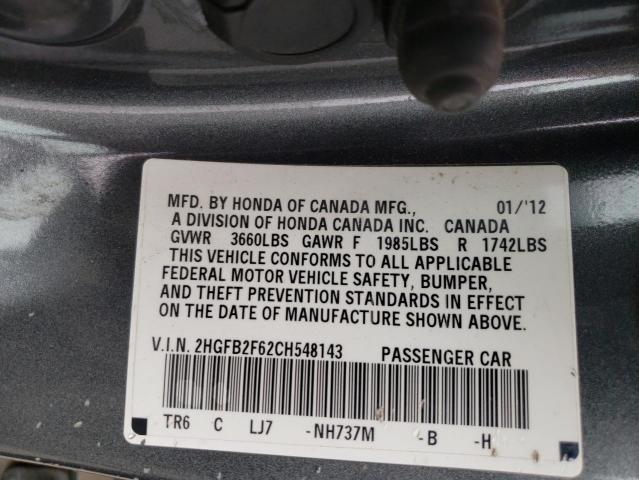 MFD. BY HONDA OF CANADA MFG., 01/'12
A DIVISION OF HONDA CANADA INC. CANADA
GVWR 3660LBS GAWR F 1985LBS R 1742LBS
THIS VEHICLE CONFORMS TO ALL APPLICABLE
FEDERAL MOTOR VEHICLE SAFETY, BUMPER,
AND THEFT PREVENTION STANDARDS IN EFFECT
ON THE DATE OF MANUFACTURE SHOWN ABOVE.
V.I.N. 2HGFB2F62CH548143 PASSENGER CAR
TR6 C LJ7 -NH737M -B -H